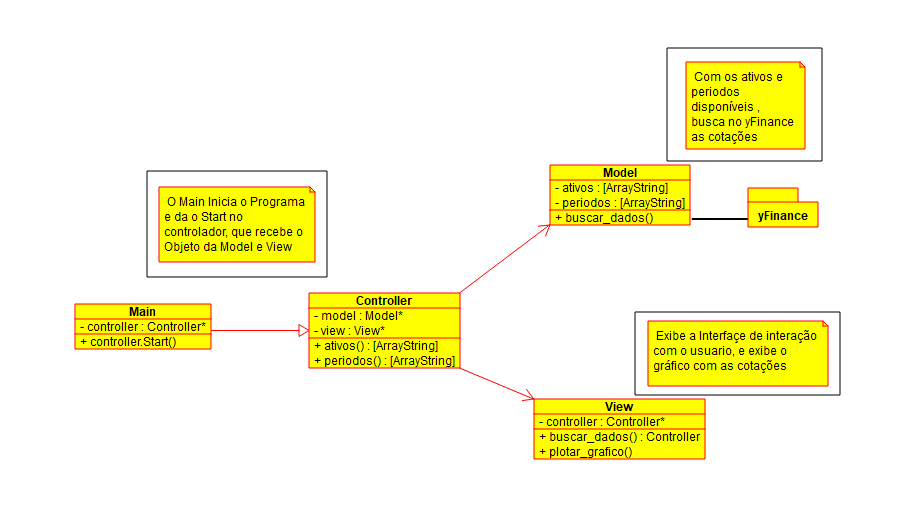 Com os ativos e
periodos
disponíveis ,
busca no yFinance
as cotações
Model
- ativos : [ArrayString]
- periodos : [ArrayString]
+ buscar_dados()
yFinance
O Main Inicia o Programa
e da o Start no
controlador, que recebe o
Objeto da Model e View
Main
- controller : Controller*
+ controller.Start()
Controller
- model : Model*
- view : View*
+ ativos() : [ArrayString]
+ periodos() : [ArrayString]
Exibe a Interfaçe de interação
com o usuario, e exibe o
gráfico com as cotações
View
- controller : Controller*
+ buscar_dados() : Controller
+ plotar_grafico()